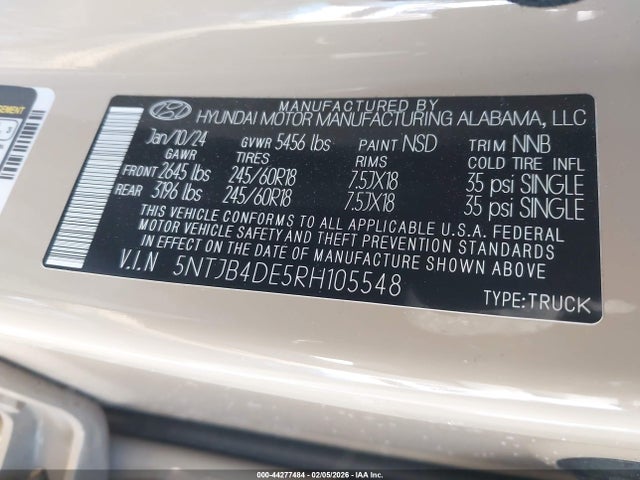 MANUFACTURED BY
HYUNDAI MOTOR MANUFACTURING ALABAMA, LLC
Jan/10/24 GVWR 5456 lbs PAINT NSD TRIM NNB
GAWR TIRES RIMS COLD TIRE INFL
FRONT 2645 lbs 245/60R18 7.5JX18 35 psi SINGLE
REAR 3196 lbs 245/60R18 7.5JX18 35 psi SINGLE
THIS VEHICLE CONFORMS TO ALL APPLICABLE U.S.A. FEDERAL
MOTOR VEHICLE SAFETY AND THEFT PREVENTION STANDARDS
IN EFFECT ON THE DATE OF MANUFACTURE SHOWN ABOVE.
V.I.N 5NTJB4DE5RH105548
TYPE:TRUCK
000-44277484 - 02/05/2026 - IAA Inc.